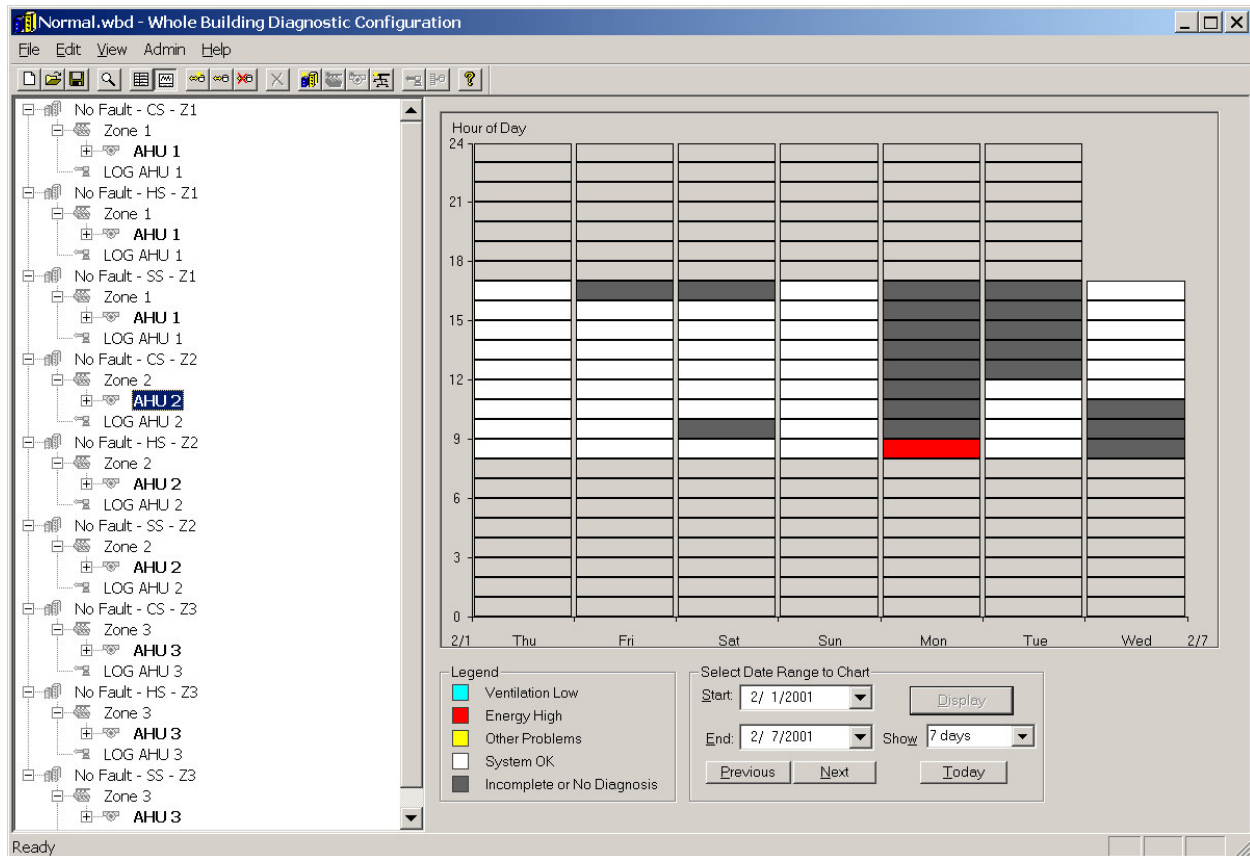 Normal.wbd - Whole Building Diagnostic Configuration
File Edit View Admin Help
No Fault - CS - Z1
Zone 1
AHU 1
LOG AHU 1
No Fault - HS - Z1
Zone 1
AHU 1
LOG AHU 1
No Fault - SS - Z1
Zone 1
AHU 1
LOG AHU 1
No Fault - CS - Z2
Zone 2
AHU 2
LOG AHU 2
No Fault - HS - Z2
Zone 2
AHU 2
LOG AHU 2
No Fault - SS - Z2
Zone 2
AHU 2
LOG AHU 2
No Fault - CS - Z3
Zone 3
AHU 3
LOG AHU 3
No Fault - HS - Z3
Zone 3
AHU 3
LOG AHU 3
No Fault - SS - Z3
Zone 3
AHU 3
Hour of Day
24
21
18
15
12
9
6
3
0
2/1 Thu Fri Sat Sun Mon Tue Wed 2/7
Legend
Ventilation Low
Energy High
Other Problems
System OK
Incomplete or No Diagnosis
Select Date Range to Chart
Start: 2/ 1/2001 Display
End: 2/ 7/2001 Show 7 days
Previous Next Today
Ready